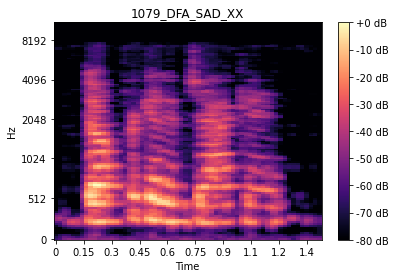 1079_DFA_SAD_XX
+0 dB
8192
-10 dB
4096
-20 dB
-30 dB
2048
Hz
-40 dB
1024
-50 dB
512
-60 dB
-70 dB
0
-80 dB
0 0.15 0.3 0.45 0.6 0.75 0.9 1.1 1.2 1.4
Time